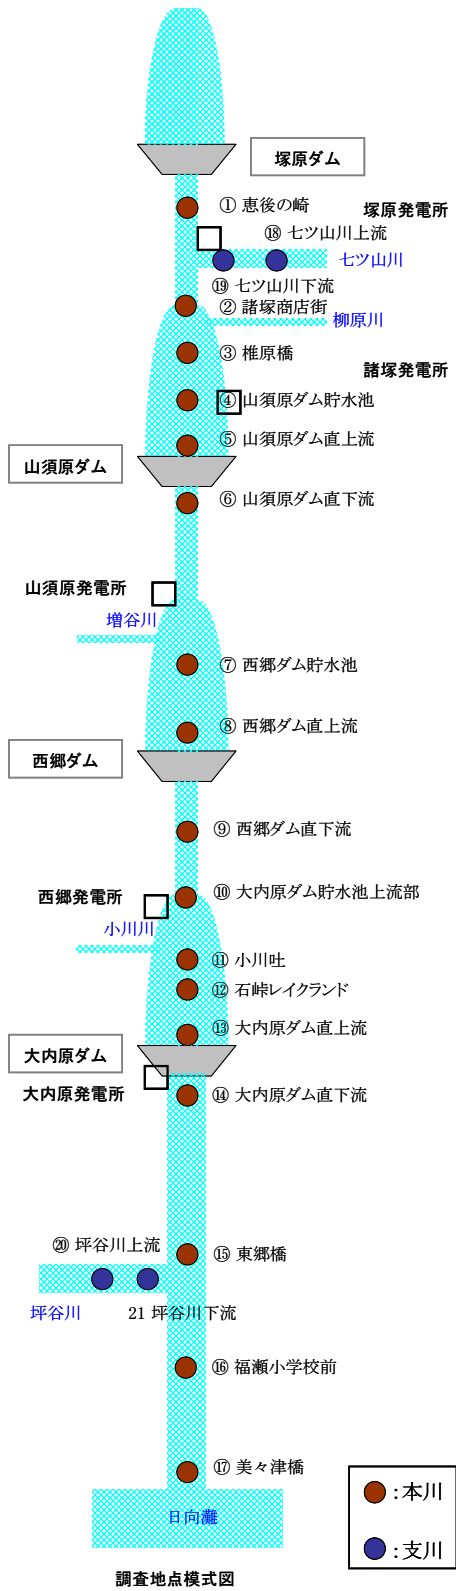 塚原ダム
① 恵後の崎
塚原発電所
⑱ 七ツ山川上流
七ツ山川
⑲ 七ツ山川下流
② 諸塚商店街
柳原川
③ 椎原橋
諸塚発電所
④ 山須原ダム貯水池
⑤ 山須原ダム直上流
山須原ダム
⑥ 山須原ダム直下流
山須原発電所
増谷川
⑦ 西郷ダム貯水池
⑧ 西郷ダム直上流
西郷ダム
⑨ 西郷ダム直下流
西郷発電所
⑩ 大内原ダム貯水池上流部
小川川
⑪ 小川吐
⑫ 石峠レイクランド
⑬ 大内原ダム直上流
大内原ダム
大内原発電所
⑭ 大内原ダム直下流
⑳ 坪谷川上流
⑮ 東郷橋
坪谷川
21 坪谷川下流
⑯ 福瀬小学校前
⑰ 美々津橋
：本川
日向灘
：支川
調査地点模式図